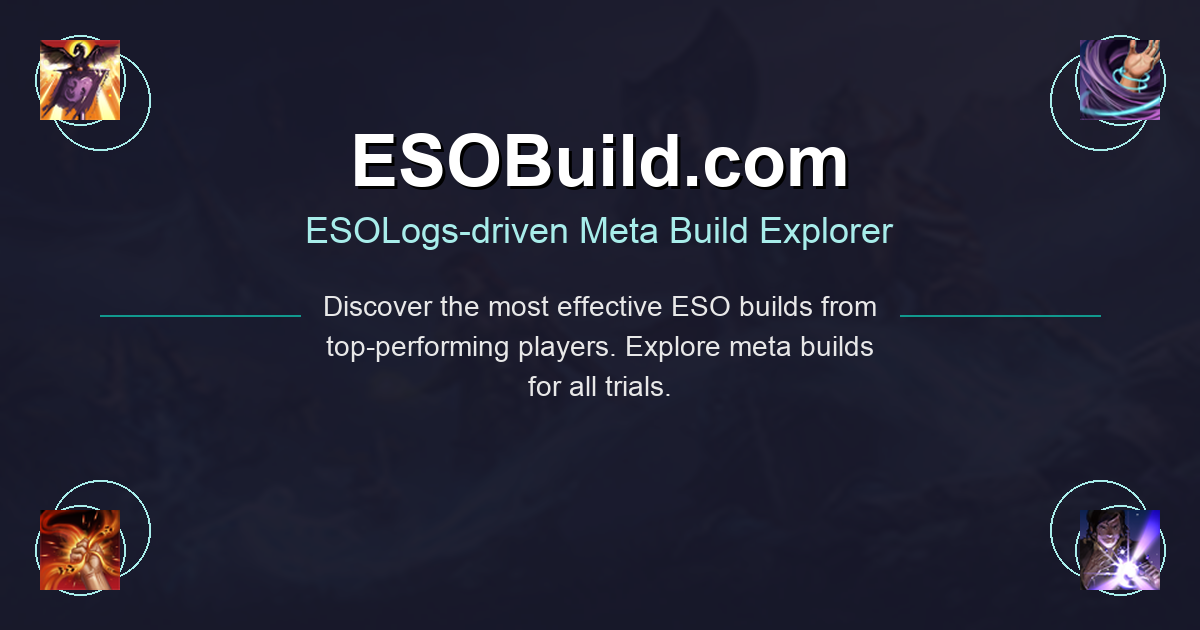 ESOBuild.com
ESOLogs-driven Meta Build Explorer
Discover the most effective ESO builds from
top-performing players. Explore meta builds
for all trials.